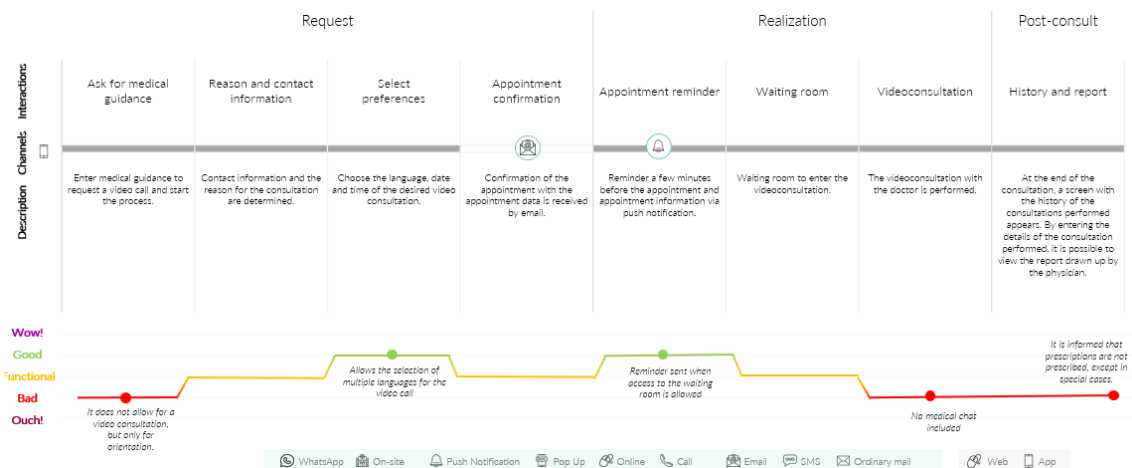 Request
Realization
Post-consult
Interactions
Ask for medical
guidance
Reason and contact
information
Select
preferences
Appointment
confirmation
Appointment reminder
Waiting room
Videoconsultation
History and report
Channels
Description
Enter medical guidance to
request a video call and start
the process.
Contact information and the
reason for the consultation
are determined.
Choose the language, date
and time of the desired video
consultation.
Confirmation of the
appointment with the
appointment data is received
by email.
Reminder a few minutes
before the appointment and
appointment information via
push notification.
Waiting room to enter the
videoconsultation.
The videoconsultation with
the doctor is performed.
At the end of the
consultation, a screen with
the history of the
consultations performed
appears. By entering the
details of the consultation
performed, it is possible to
view the report drawn up by
the physician.
Wow!
Good
Functional
Bad
Ouch!
It does not allow for a
video consultation,
but only for
orientation.
Allows the selection of
multiple languages for the
video call
Reminder sent when
access to the waiting
room is allowed
No medical chat
included
It is informed that
prescriptions are not
prescribed, except in
special cases.
WhatsApp On-site Push Notification Pop Up Online Call Email SMS Ordinary mail Web App